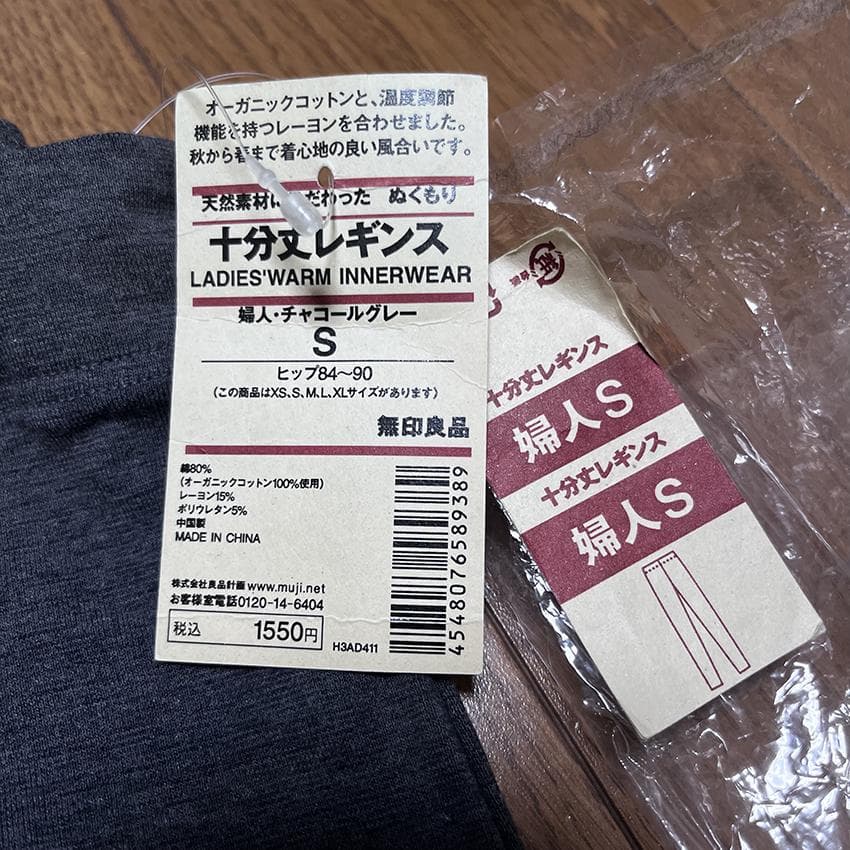 オーガニックコットンと、温度調節
機能を持つレーヨンを合わせました。
秋から春まで着心地の良い風合いです。
天然素材に だわった ぬくもり
十分丈レギンス
LADIES'WARM INNERWEAR
婦人・チャコールグレー
S
ヒップ84〜90
(この商品はXS、S、M、L、XLサイズがあります)
無印良品
綿80%
(オーガニックコットン100%使用)
レーヨン15%
ポリウレタン5%
中国製
MADE IN CHINA
株式会社良品計画 www.muji.net
お客様室電話0120-14-6404
税込 1550円
H3AD411
4548076589389
紙
十分丈レギンス
婦人S
十分丈レギンス
婦人S